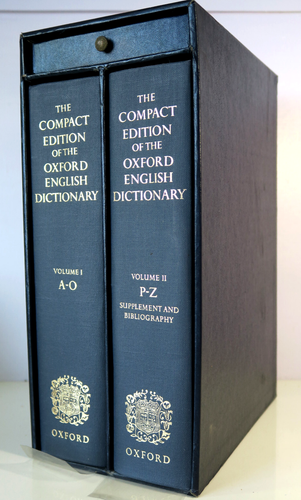 THE
COMPACT
EDITION
OF THE
OXFORD
ENGLISH
DICTIONARY
VOLUME I
A-O
OXFORD
THE
COMPACT
EDITION
OF THE
OXFORD
ENGLISH
DICTIONARY
VOLUME II
P-Z
SUPPLEMENT AND
BIBLIOGRAPHY
OXFORD